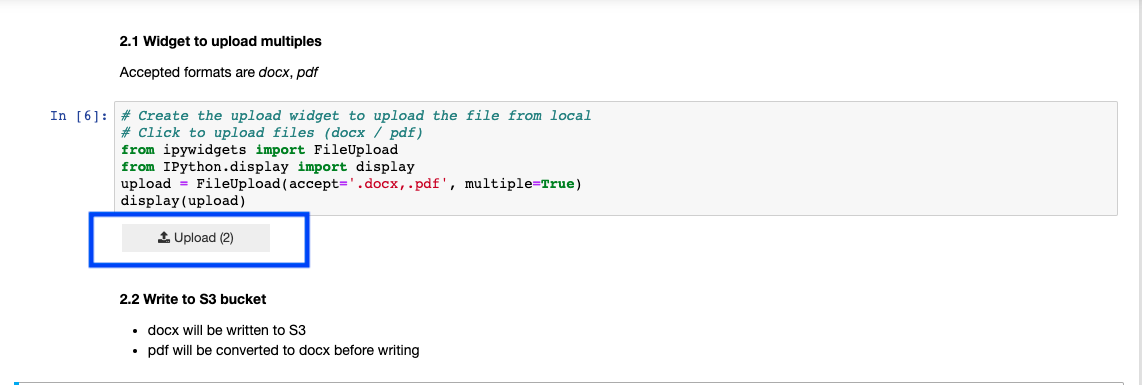 2.1 Widget to upload multiples
Accepted formats are docx, pdf
In [6]: # Create the upload widget to upload the file from local
# Click to upload files (docx / pdf)
from ipywidgets import FileUpload
from IPython.display import display
upload = FileUpload(accept='.docx,.pdf', multiple=True)
display(upload)
Upload (2)
2.2 Write to S3 bucket
• docx will be written to S3
• pdf will be converted to docx before writing